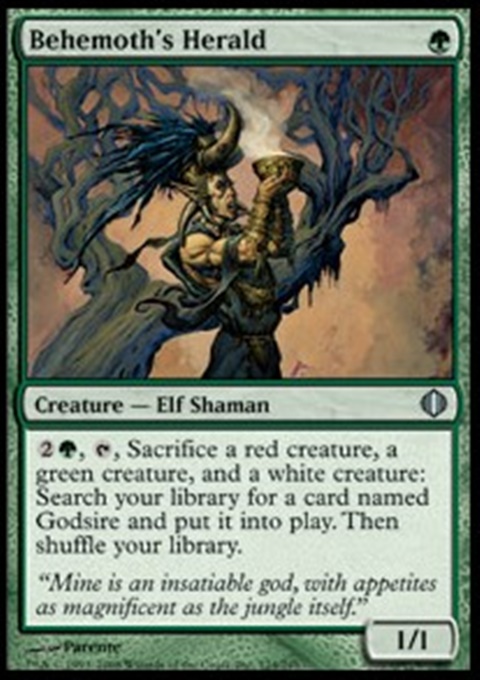 Behemoth's Herald
Creature — Elf Shaman
2, , Sacrifice a red creature, a
green creature, and a white creature:
Search your library for a card named
Godsire and put it into play. Then
shuffle your library.
“Mine is an insatiable god, with appetites
as magnificent as the jungle itself.”
Parente
1/1